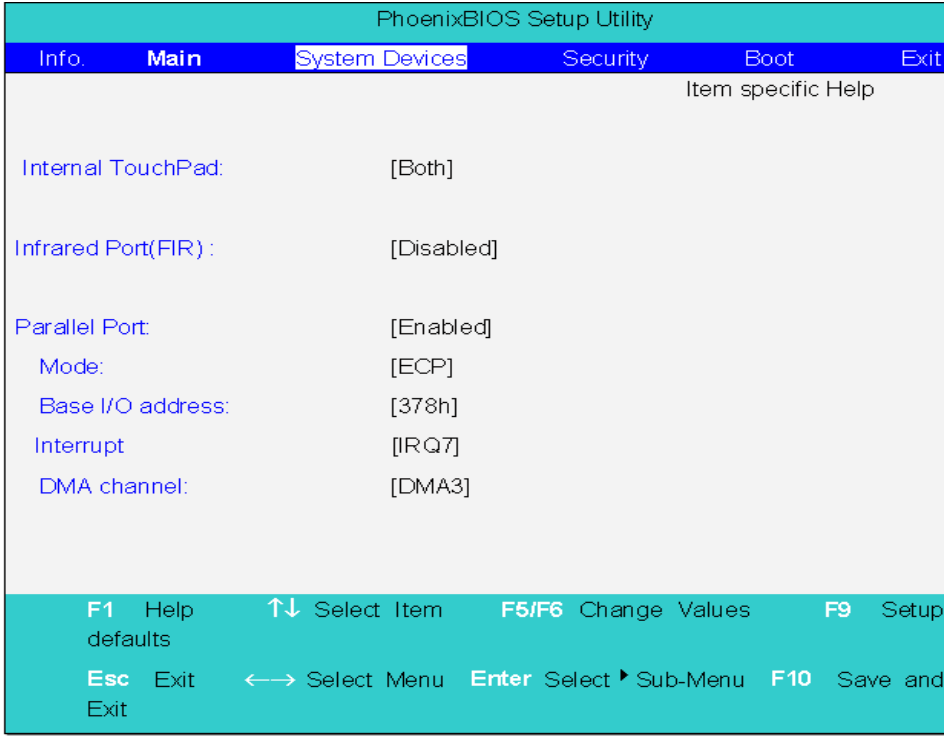 PhoenixBIOS Setup Utility
Info. Main System Devices Security Boot Exit
Item specific Help
Internal TouchPad: [Both]
Infrared Port(FIR) : [Disabled]
Parallel Port: [Enabled]
Mode: [ECP]
Base I/O address: [378h]
Interrupt [IRQ7]
DMA channel: [DMA3]
F1 Help ↑↓ Select Item F5/F6 Change Values F9 Setup
defaults
Esc Exit ←→ Select Menu Enter Select ▸ Sub-Menu F10 Save and
Exit